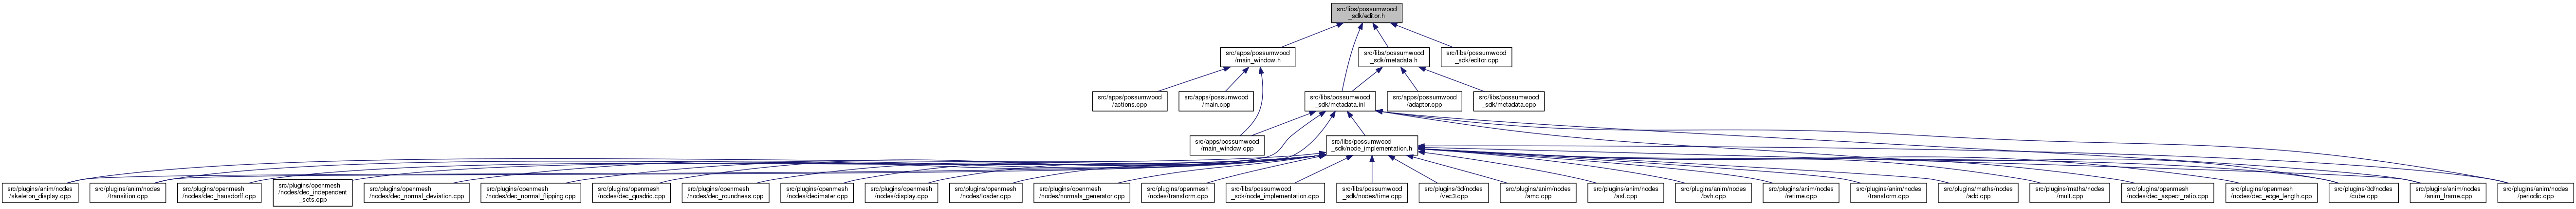 src/libs/possumwood
_sdk/editor.h
src/apps/possumwood
/main_window.h
src/libs/possumwood
_sdk/metadata.h
src/libs/possumwood
_sdk/editor.cpp
src/apps/possumwood
/actions.cpp
src/apps/possumwood
/main.cpp
src/libs/possumwood
_sdk/metadata.inl
src/apps/possumwood
/adaptor.cpp
src/libs/possumwood
_sdk/metadata.cpp
src/apps/possumwood
/main_window.cpp
src/libs/possumwood
_sdk/node_implementation.h
src/plugins/anim/nodes
/skeleton_display.cpp
src/plugins/anim/nodes
/transition.cpp
src/plugins/openmesh
/nodes/dec_hausdorff.cpp
src/plugins/openmesh
/nodes/dec_independent
_sets.cpp
src/plugins/openmesh
/nodes/dec_normal_deviation.cpp
src/plugins/openmesh
/nodes/dec_normal_flipping.cpp
src/plugins/openmesh
/nodes/dec_quadric.cpp
src/plugins/openmesh
/nodes/dec_roundness.cpp
src/plugins/openmesh
/nodes/decimater.cpp
src/plugins/openmesh
/nodes/display.cpp
src/plugins/openmesh
/nodes/loader.cpp
src/plugins/openmesh
/nodes/normals_generator.cpp
src/plugins/openmesh
/nodes/transform.cpp
src/libs/possumwood
_sdk/node_implementation.cpp
src/libs/possumwood
_sdk/nodes/time.cpp
src/plugins/3d/nodes
/vec3.cpp
src/plugins/anim/nodes
/amc.cpp
src/plugins/anim/nodes
/asf.cpp
src/plugins/anim/nodes
/bvh.cpp
src/plugins/anim/nodes
/retime.cpp
src/plugins/anim/nodes
/transform.cpp
src/plugins/maths/nodes
/add.cpp
src/plugins/maths/nodes
/mult.cpp
src/plugins/openmesh
/nodes/dec_aspect_ratio.cpp
src/plugins/openmesh
/nodes/dec_edge_length.cpp
src/plugins/3d/nodes
/cube.cpp
src/plugins/anim/nodes
/anim_frame.cpp
src/plugins/anim/nodes
/periodic.cpp